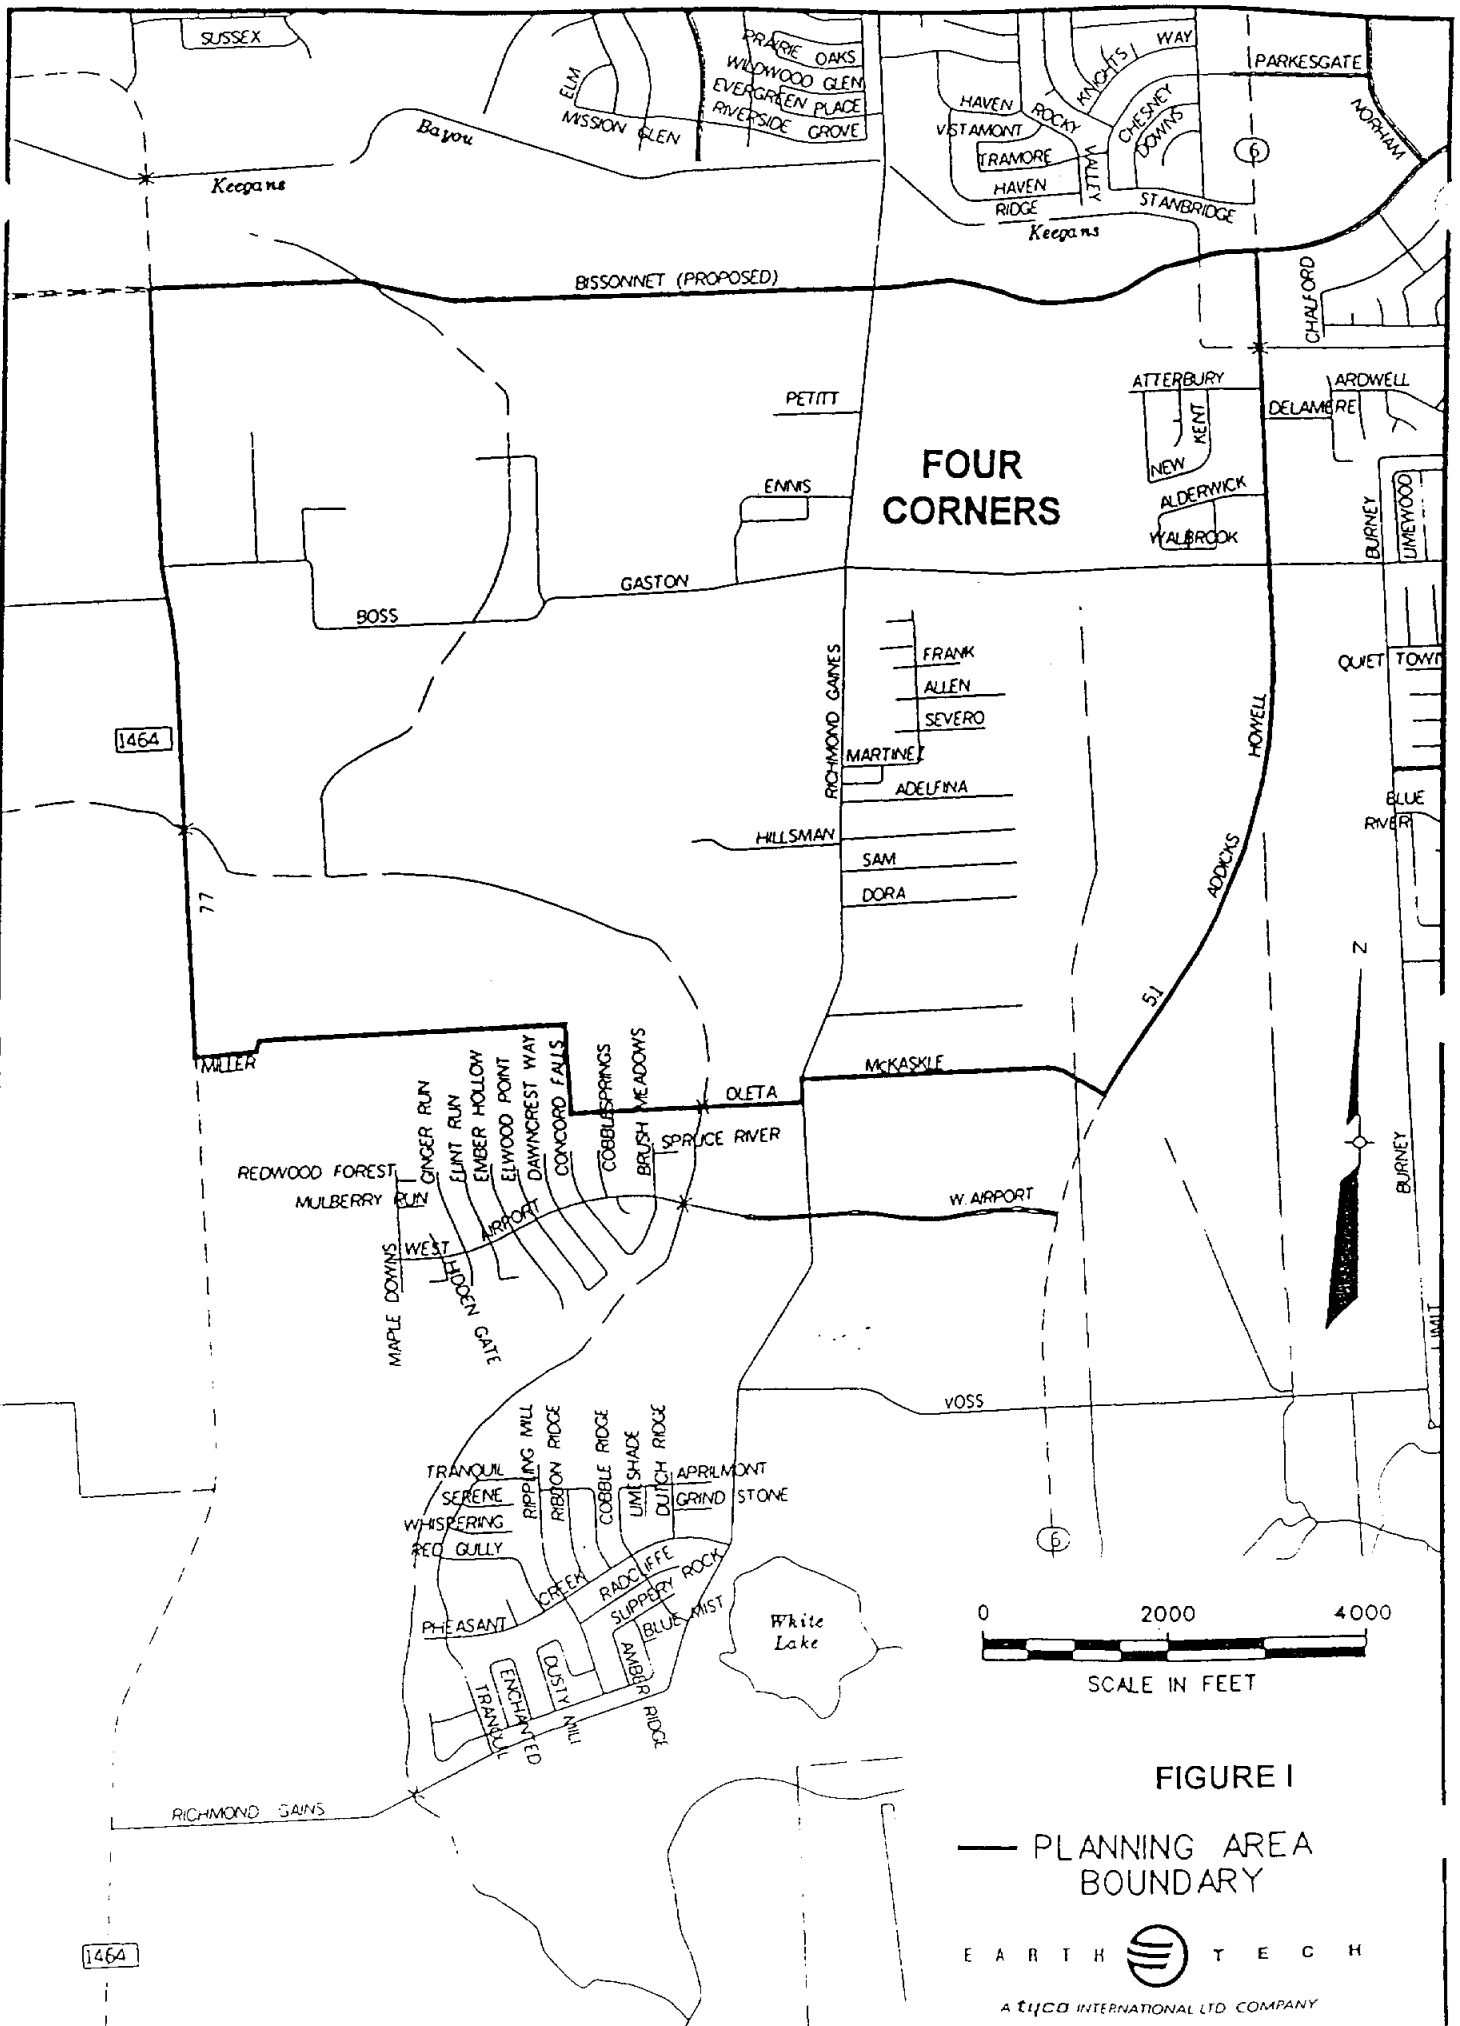 SUSSEX
PRAIRIE OAKS
WILDWOOD GLEN
EVERGREEN PLACE
RIVERSIDE GROVE
ELM
MISSION GLEN
Bayou
Keegans
KNIGHTS
WAY
PARKESGATE
HAVEN
ROCKY
CHESNEY
DOWNS
NORHAM
VISTAMONT
TRAMORE
VALLEY
6
HAVEN
RIDGE
STANBRIDGE
Keegans
BISSONNET (PROPOSED)
CHALFORD
PETITT
ATTERBURY
ARDWELL
KENT
DELAMERE
FOUR
CORNERS
NEW
ENNIS
ALDERWICK
WALBROOK
BURNEY
LIMEWOOD
GASTON
BOSS
RICHMOND GAINES
FRANK
ALLEN
SEVERO
QUIET TOWN
1464
HOWELL
MARTINEZ
ADELFINA
BLUE
RIVER
HILLSMAN
SAM
ADDICKS
DORA
77
51
N
MILLER
McKASKLE
OLETA
GINGER RUN
FLINT RUN
EMBER HOLLOW
ELWOOD POINT
DAWNCREST WAY
CONCORD FALLS
COBBLESPRINGS
BRUSH MEADOWS
SPRUCE RIVER
REDWOOD FOREST
MULBERRY RUN
BURNEY
W. AIRPORT
WEST AIRPORT
MAPLE DOWNS
HIDDEN GATE
LIMIT
VOSS
TRANQUIL
SERENE
WHISPERING
RED GULLY
RIPPLING MILL
RIBBON RIDGE
COBBLE RIDGE
LIMESHADE
DUTCH RIDGE
APRILMONT
GRIND STONE
6
PHEASANT CREEK
RADCLIFFE
SLIPPERY ROCK
BLUE MIST
White
Lake
AMBER RIDGE
DUSTY MILL
ENCHANTED
TRANQUIL
0 2000 4000
SCALE IN FEET
RICHMOND GAINS
FIGURE I
PLANNING AREA
BOUNDARY
1464
EARTH TECH
A tyco INTERNATIONAL LTD COMPANY